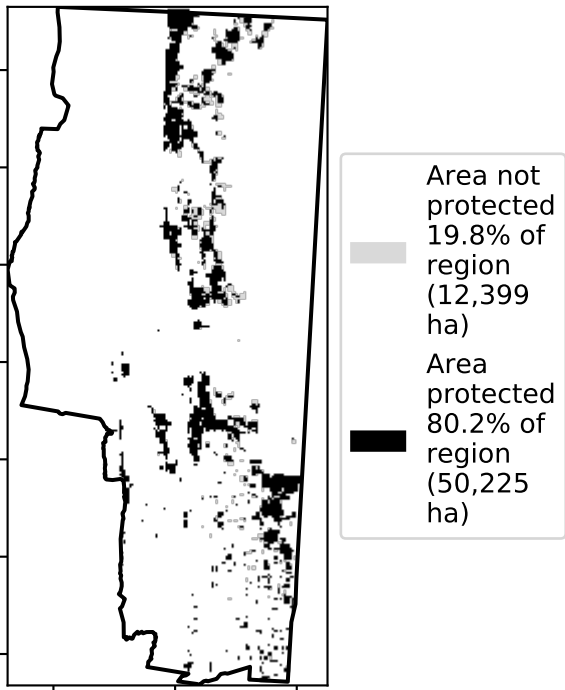 Area not
protected
19.8% of
region
(12,399
ha)
Area
protected
80.2% of
region
(50,225
ha)